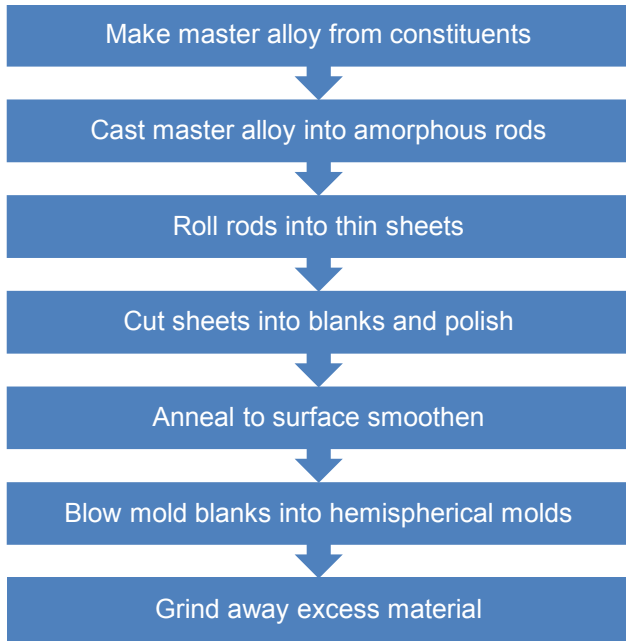 Make master alloy from constituents
Cast master alloy into amorphous rods
Roll rods into thin sheets
Cut sheets into blanks and polish
Anneal to surface smoothen
Blow mold blanks into hemispherical molds
Grind away excess material